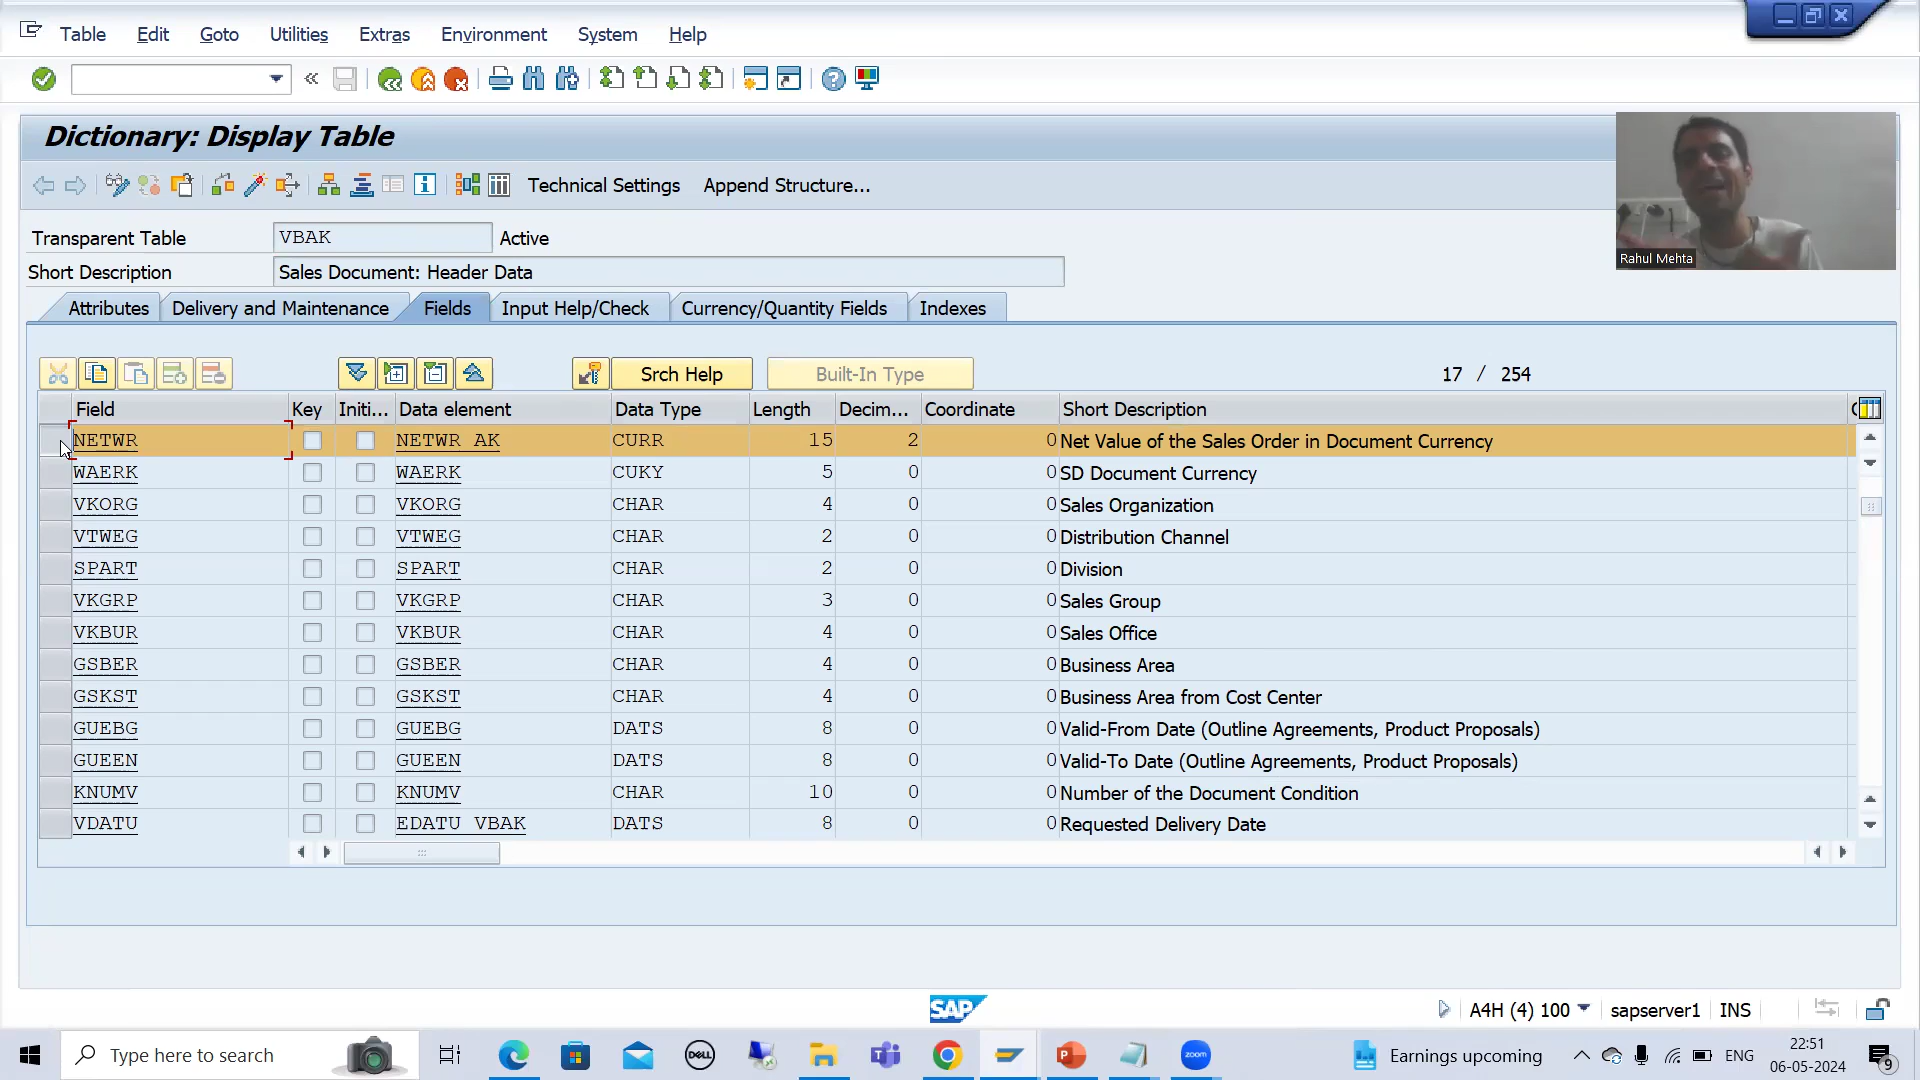 Table Edit Goto Utilities Extras Environment System Help
Dictionary: Display Table
Technical Settings Append Structure...
Transparent Table VBAK Active
Short Description Sales Document: Header Data
Attributes Delivery and Maintenance Fields Input Help/Check Currency/Quantity Fields Indexes
Srch Help Built-In Type 17 / 254
Field Key Initi... Data element Data Type Length Decim... Coordinate Short Description
NETWR NETWR_AK CURR 15 2 0 Net Value of the Sales Order in Document Currency
WAERK WAERK CUKY 5 0 0 SD Document Currency
VKORG VKORG CHAR 4 0 0 Sales Organization
VTWEG VTWEG CHAR 2 0 0 Distribution Channel
SPART SPART CHAR 2 0 0 Division
VKGRP VKGRP CHAR 3 0 0 Sales Group
VKBUR VKBUR CHAR 4 0 0 Sales Office
GSBER GSBER CHAR 4 0 0 Business Area
GSKST GSKST CHAR 4 0 0 Business Area from Cost Center
GUEBG GUEBG DATS 8 0 0 Valid-From Date (Outline Agreements, Product Proposals)
GUEEN GUEEN DATS 8 0 0 Valid-To Date (Outline Agreements, Product Proposals)
KNUMV KNUMV CHAR 10 0 0 Number of the Document Condition
VDATU EDATU_VBAK DATS 8 0 0 Requested Delivery Date
Rahul Mehta
SAP
A4H (4) 100 sapserver1 INS
Type here to search
DELL
zoom
Earnings upcoming ENG
22:51
06-05-2024
9